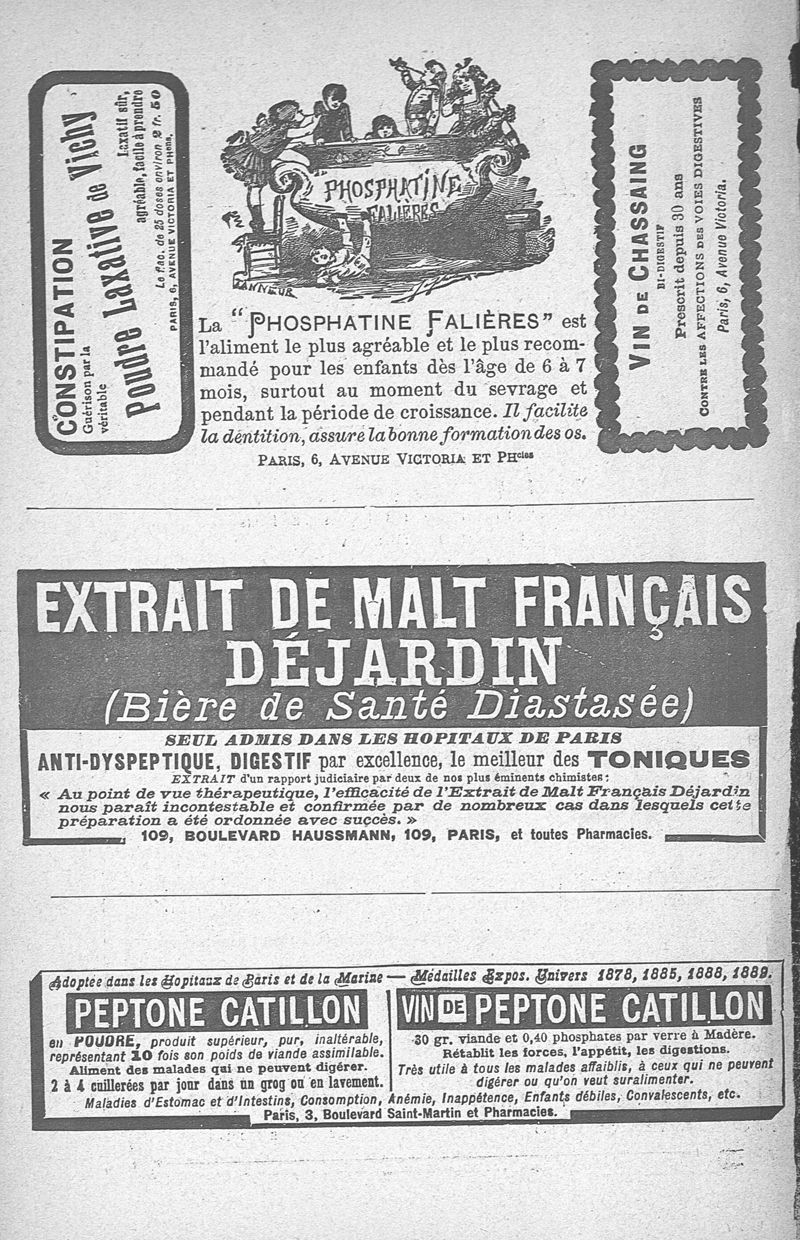 CONSTIPATION
Guérison par la
véritable
Poudre Laxative de Vichy
Laxatif sûr,
agréable, facile à prendre
Le flac. de 25 doses environ 2 fr. 50
PARIS, 6, AVENUE VICTORIA ET PHcies.
PHOSPHATINE
FALIÈRES
La "PHOSPHATINE FALIÈRES" est
l'aliment le plus agréable et le plus recom-
mandé pour les enfants dès l'âge de 6 à 7
mois, surtout au moment du sevrage et
pendant la période de croissance. Il facilite
la dentition, assure la bonne formation des os.
PARIS, 6, AVENUE VICTORIA ET PHcies
VIN DE CHASSAING
BI-DIGESTIF
Prescrit depuis 30 ans
CONTRE LES AFFECTIONS DES VOIES DIGESTIVES
Paris, 6, Avenue Victoria.
EXTRAIT DE MALT FRANÇAIS
DÉJARDIN
(Bière de Santé Diastasée)
SEUL ADMIS DANS LES HOPITAUX DE PARIS
ANTI-DYSPEPTIQUE, DIGESTIF par excellence, le meilleur des TONIQUES
EXTRAIT d'un rapport judiciaire par deux de nos plus éminents chimistes :
« Au point de vue thérapeutique, l'efficacité de l'Extrait de Malt Français Déjardin
nous paraît incontestable et confirmée par de nombreux cas dans lesquels cette
préparation a été ordonnée avec succès. »
109, BOULEVARD HAUSSMANN, 109, PARIS, et toutes Pharmacies.
Adoptée dans les Hopitaux de Paris et de la Marine — Médailles Expos. Univers 1878, 1885, 1888, 1889.
PEPTONE CATILLON
en POUDRE, produit supérieur, pur, inaltérable,
représentant 10 fois son poids de viande assimilable.
Aliment des malades qui ne peuvent digérer.
2 à 4 cuillerées par jour dans un grog ou en lavement.
VIN DE PEPTONE CATILLON
30 gr. viande et 0,40 phosphates par verre à Madère.
Rétablit les forces, l'appétit, les digestions.
Très utile à tous les malades affaiblis, à ceux qui ne peuvent
digérer ou qu'on veut suralimenter.
Maladies d'Estomac et d'Intestins, Consomption, Anémie, Inappétence, Enfants débiles, Convalescents, etc.
Paris, 3, Boulevard Saint-Martin et Pharmacies.